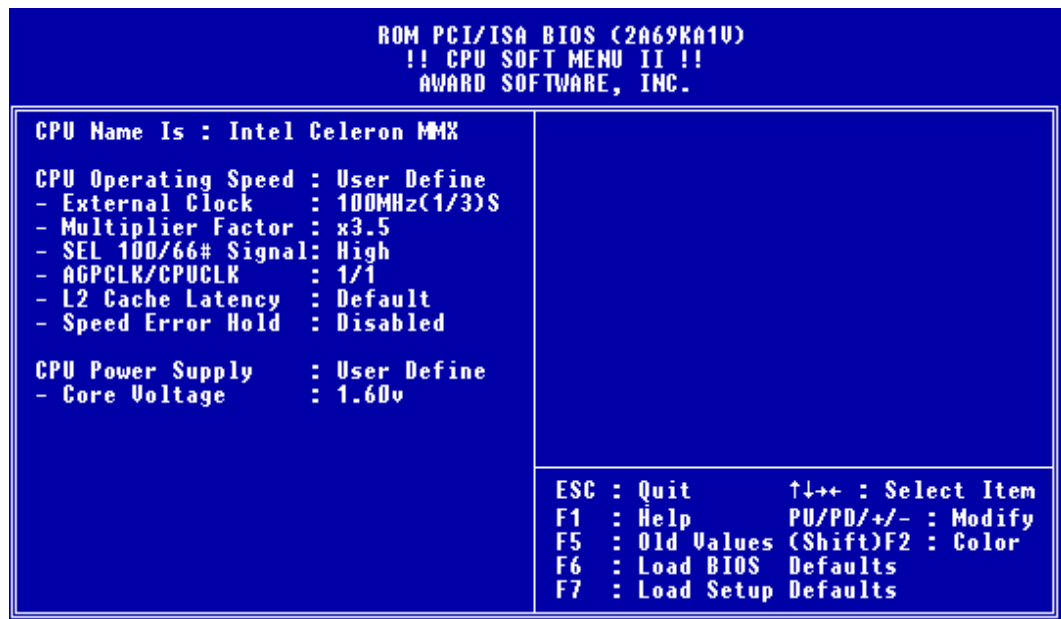 ROM PCI/ISA BIOS (2A69KA1V)
!! CPU SOFT MENU II !!
AWARD SOFTWARE, INC.
CPU Name Is : Intel Celeron MMX
CPU Operating Speed : User Define
- External Clock : 100MHz(1/3)S
- Multiplier Factor : x3.5
- SEL 100/66# Signal: High
- AGPCLK/CPUCLK : 1/1
- L2 Cache Latency : Default
- Speed Error Hold : Disabled
CPU Power Supply : User Define
- Core Voltage : 1.60v
ESC : Quit ↑↓→← : Select Item
F1 : Help PU/PD/+/- : Modify
F5 : Old Values (Shift)F2 : Color
F6 : Load BIOS Defaults
F7 : Load Setup Defaults